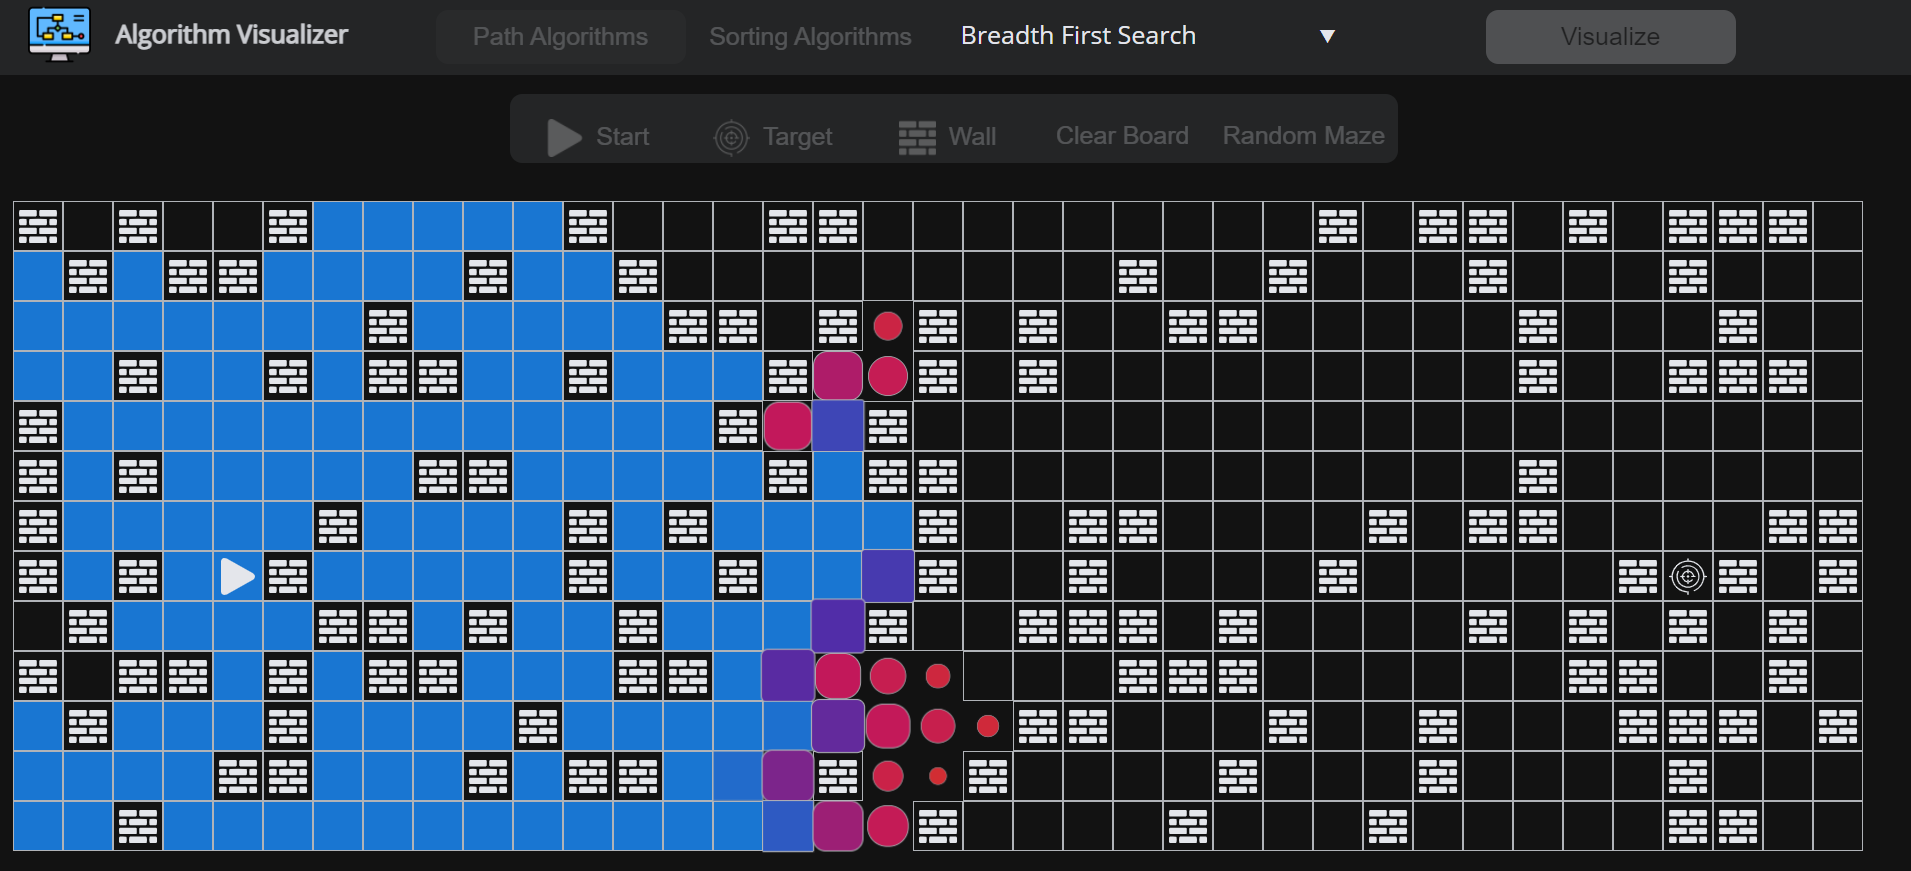 Algorithm Visualizer
Path Algorithms
Sorting Algorithms
Breadth First Search
Visualize
Start
Target
Wall
Clear Board
Random Maze